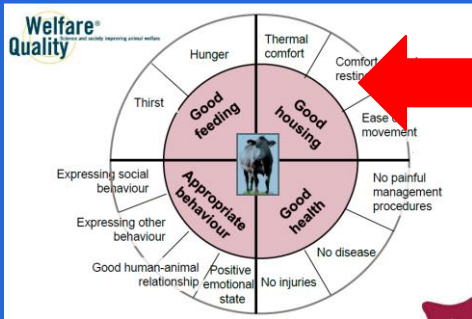 Welfare®
Quality
Science and society improving animal welfare
Hunger
Thermal
comfort
Thirst
Comfort
restin
Ease
movement
Good
feeding
Good
housing
Expressing social
behaviour
Expressing other
behaviour
Good human-animal
relationship
Positive
emotional
state
Appropriate
behaviour
Good
health
No injuries
No disease
No painful
management
procedures